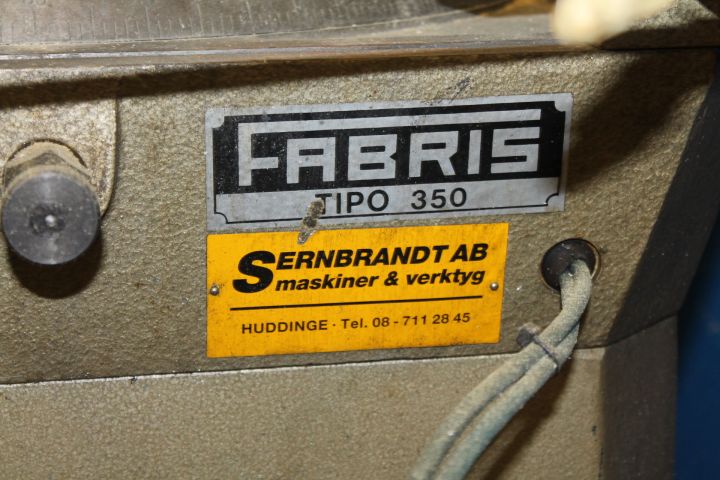 FABRIS
TIPO 350
SERNBRANDT AB
maskiner & verktyg
HUDDINGE · Tel. 08 - 711 28 45